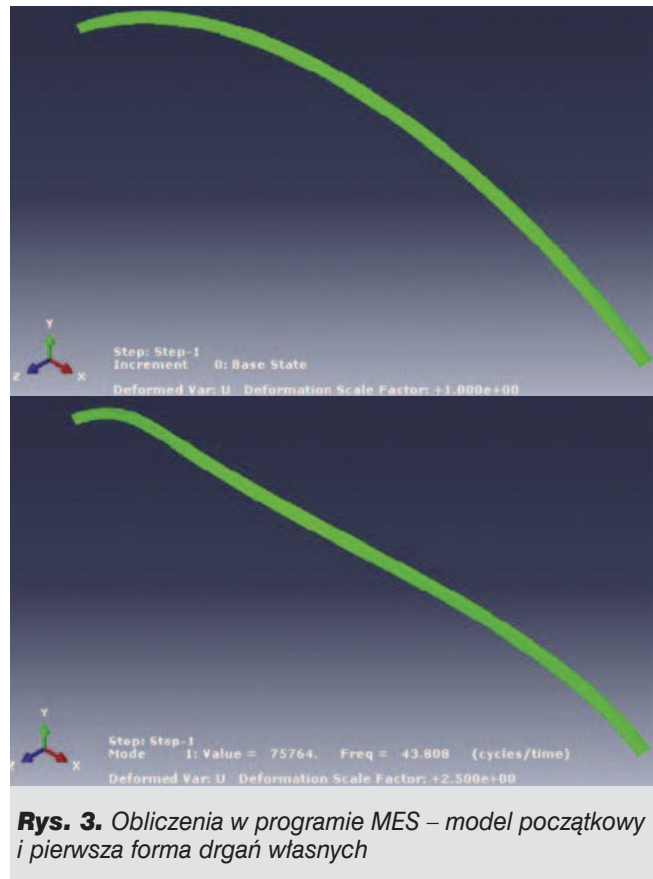 Y
Z
X
Step: Step-1
Increment 0: Base State
Deformed Var: U Deformation Scale Factor: +1.000e+00
Y
Z
X
Step: Step-1
Mode 1: Value = 75764. Freq = 43.808 (cycles/time)
Deformed Var: U Deformation Scale Factor: +2.500e+00
Rys. 3. Obliczenia w programie MES – model początkowy
i pierwsza forma drgań własnych